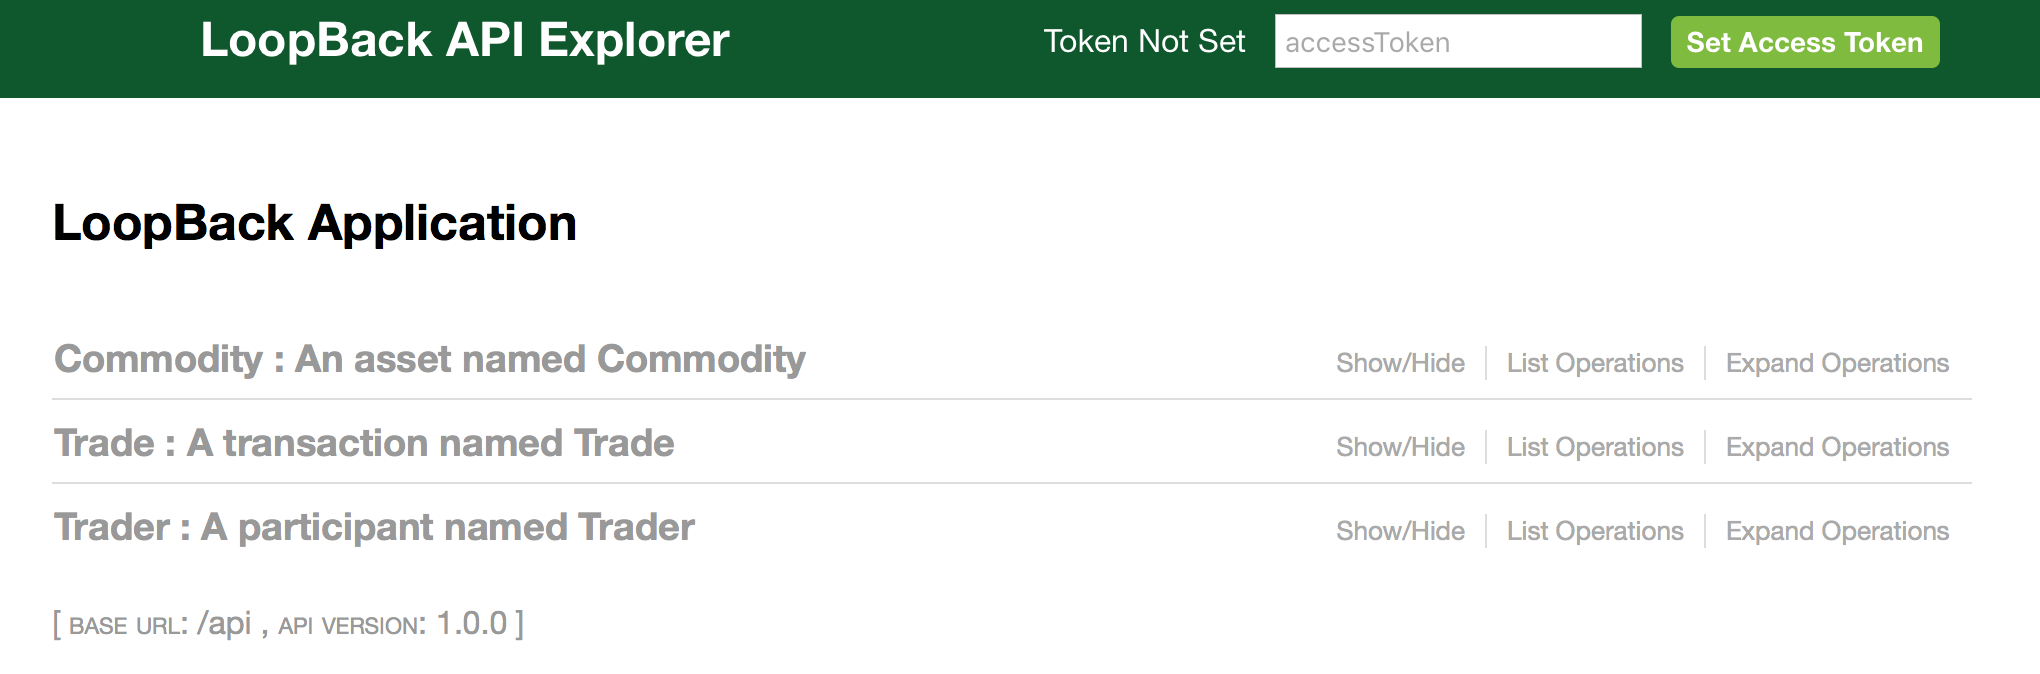 LoopBack API Explorer Token Not Set accessToken Set Access Token
LoopBack Application
Commodity : An asset named Commodity Show/Hide List Operations Expand Operations
Trade : A transaction named Trade Show/Hide List Operations Expand Operations
Trader : A participant named Trader Show/Hide List Operations Expand Operations
[ BASE URL: /api , API VERSION: 1.0.0 ]